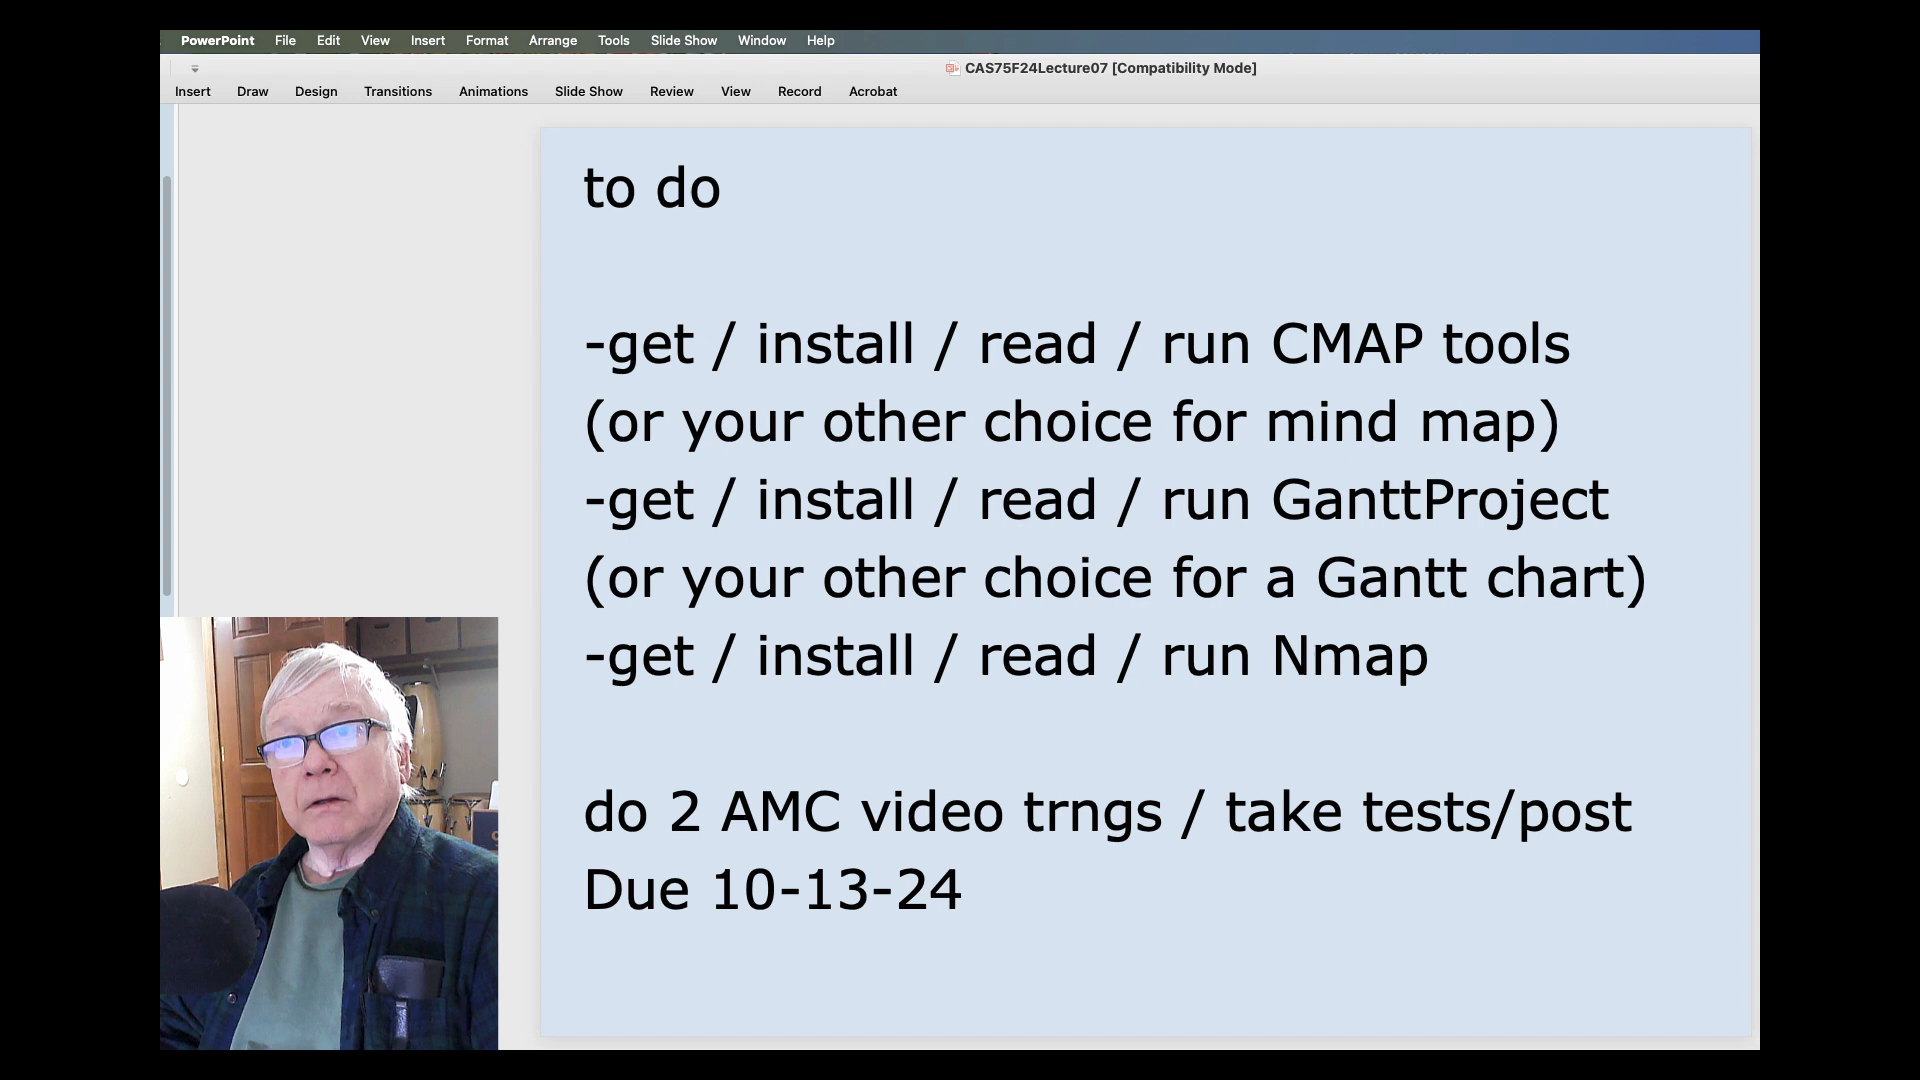 PowerPoint File Edit View Insert Format Arrange Tools Slide Show Window Help
CAS75F24Lecture07 [Compatibility Mode]
Insert Draw Design Transitions Animations Slide Show Review View Record Acrobat
to do
-get / install / read / run CMAP tools
(or your other choice for mind map)
-get / install / read / run GanttProject
(or your other choice for a Gantt chart)
-get / install / read / run Nmap
do 2 AMC video trngs / take tests/post
Due 10-13-24